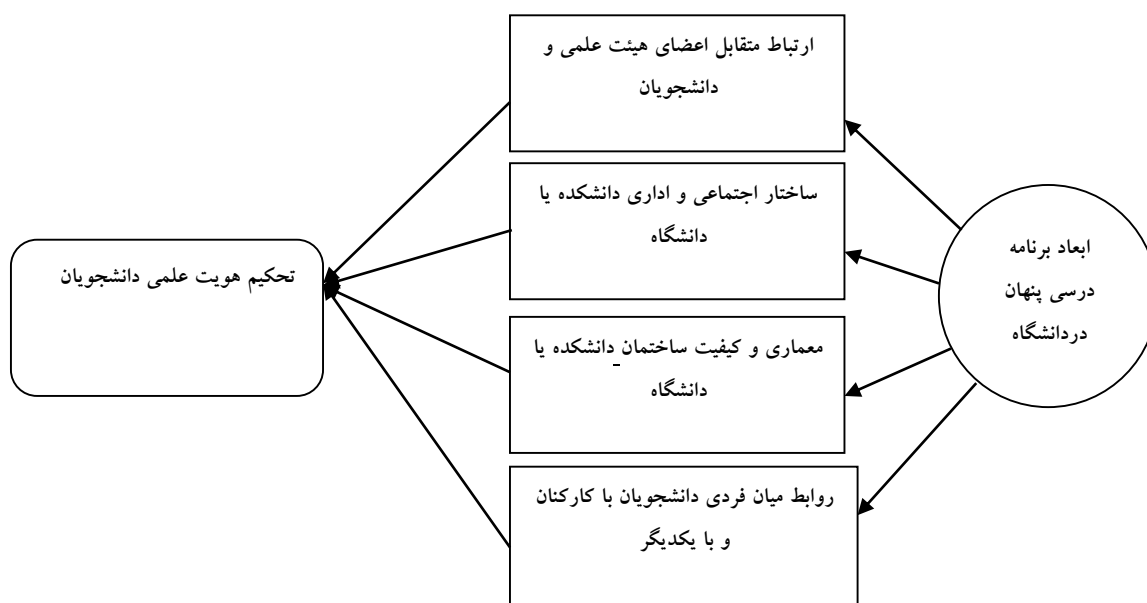 ابعاد برنامه
درسی پنهان
دردانشگاه
ارتباط متقابل اعضای هیئت علمی و
دانشجویان
ساختار اجتماعی و اداری دانشکده یا
دانشگاه
معماری و کیفیت ساختمان دانشکده یا
دانشگاه
روابط میان فردی دانشجویان با کارکنان
و با یکدیگر
تحکیم هویت علمی دانشجویان